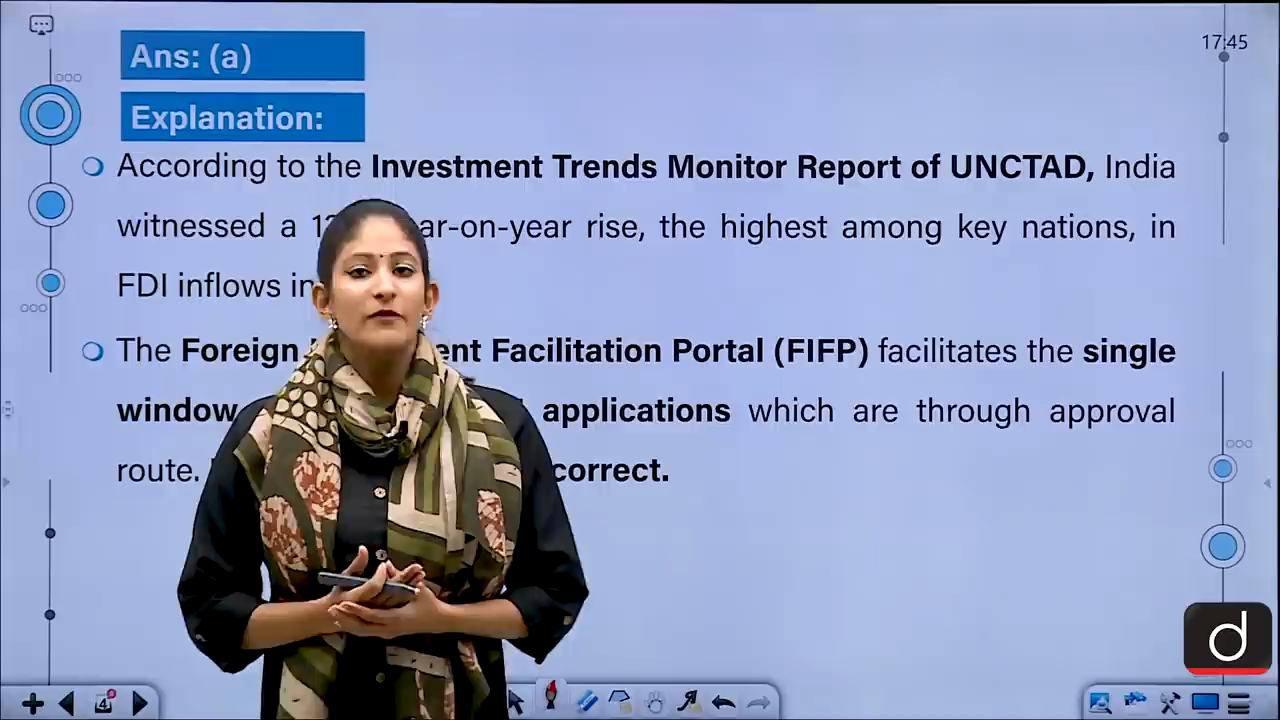 17:45
Ans: (a)
Explanation:
According to the Investment Trends Monitor Report of UNCTAD, India
witnessed a year-on-year rise, the highest among key nations, in
FDI inflows in
The Foreign Facilitation Portal (FIFP) facilitates the single
window applications which are through approval
route. correct.
4
d